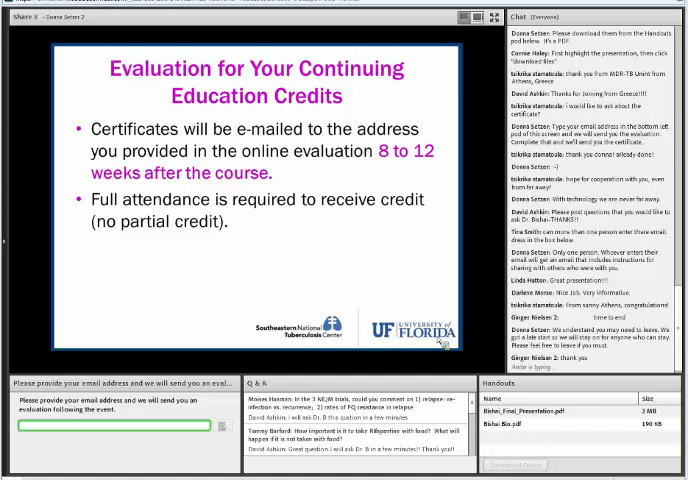 Share 8 - Donna Setzer 2
Evaluation for Your Continuing
Education Credits
• Certificates will be e-mailed to the address
you provided in the online evaluation 8 to 12
weeks after the course.
• Full attendance is required to receive credit
(no partial credit).
Southeastern National
Tuberculosis Center
UF UNIVERSITY of
FLORIDA
Chat (Everyone)
Donna Setzer: Please download them from the Handouts
pod below. It's a PDF.
Connie Haley: First highlight the presentation, then click
"download files"
tsikrika stamatoula: thank you from MDR-TB Unint from
Athens, Greece
David Ashkin: Thanks for Joining from Greece!!!!
tsikrika stamatoula: i would like to ask about the
certificate?
Donna Setzer: Type your email address in the bottom left
pod of this screen and we will send you the evaluation.
Complete that and we'll send you the certificate.
tsikrika stamatoula: thank you donna! already done!
Donna Setzer: :-)
tsikrika stamatoula: hope for cooperation with you, even
from far away!
Donna Setzer: With technology we are never far away.
David Ashkin: Please post questions that you would like to
ask Dr. Bishai-THANKS!!
Tina Smith: can more than one person enter there email
dress in the box below
Donna Setzer: Only one person. Whoever enters their
email will get an email that includes instructions for
sharing with others who were with you.
Linda Hatton: Great presentation!!!
Darlene Morse: Nice Job. Very informative.
tsikrika stamatoula: From sanny Athens, congratulations!
Ginger Nielsen 2: time to end
Donna Setzer: We understand you may need to leave. We
got a late start so we will stay on for anyone who can stay.
Please feel free to leave if you must.
Ginger Nielsen 2: thank you
Anita is typing...
Please provide your email address and we will send you an eval...
Please provide your email address and we will send you an
evaluation following the event.
Q & A
Moises Huaman: In the 3 NEJM trials, could you comment on 1) relapse: re-
infection vs. recurrence; 2) rates of FQ resistance in relapse
David Ashkin: I will ask Dr. B this qustion in a few minutes
Tammy Barford: How important is it to take Rifapentine with food? What will
happen if it is not taken with food?
David Ashkin: Great question-I will ask Dr. B in a few minutes!! Thank you!!
Handouts
Name Size
Bishai_Final_Presentation.pdf 2 MB
Bishai Bio.pdf 190 KB